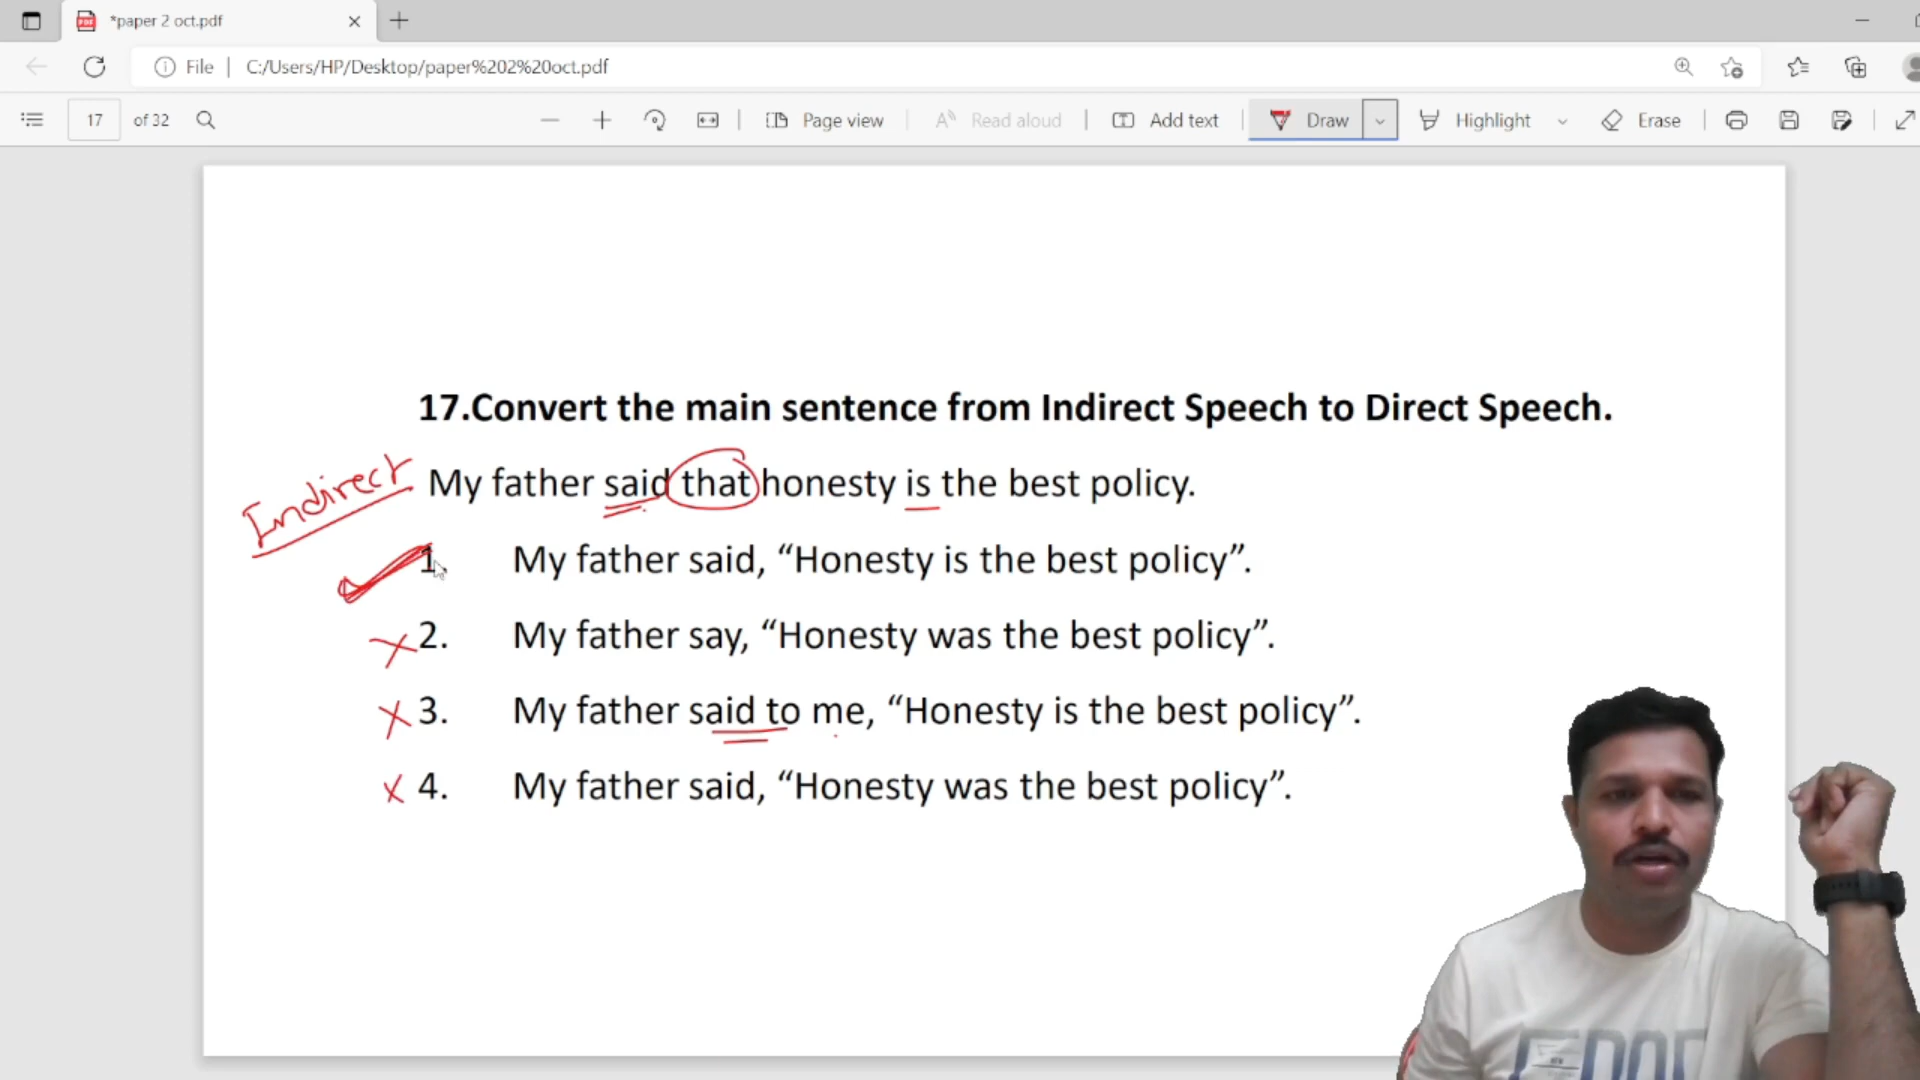 *paper 2 oct.pdf
File | C:/Users/HP/Desktop/paper%202%20oct.pdf
17 of 32 Page view Read aloud Add text Draw Highlight Erase
17.Convert the main sentence from Indirect Speech to Direct Speech.
Indirect My father said that honesty is the best policy.
1. My father said, “Honesty is the best policy”.
2. My father say, “Honesty was the best policy”.
3. My father said to me, “Honesty is the best policy”.
4. My father said, “Honesty was the best policy”.